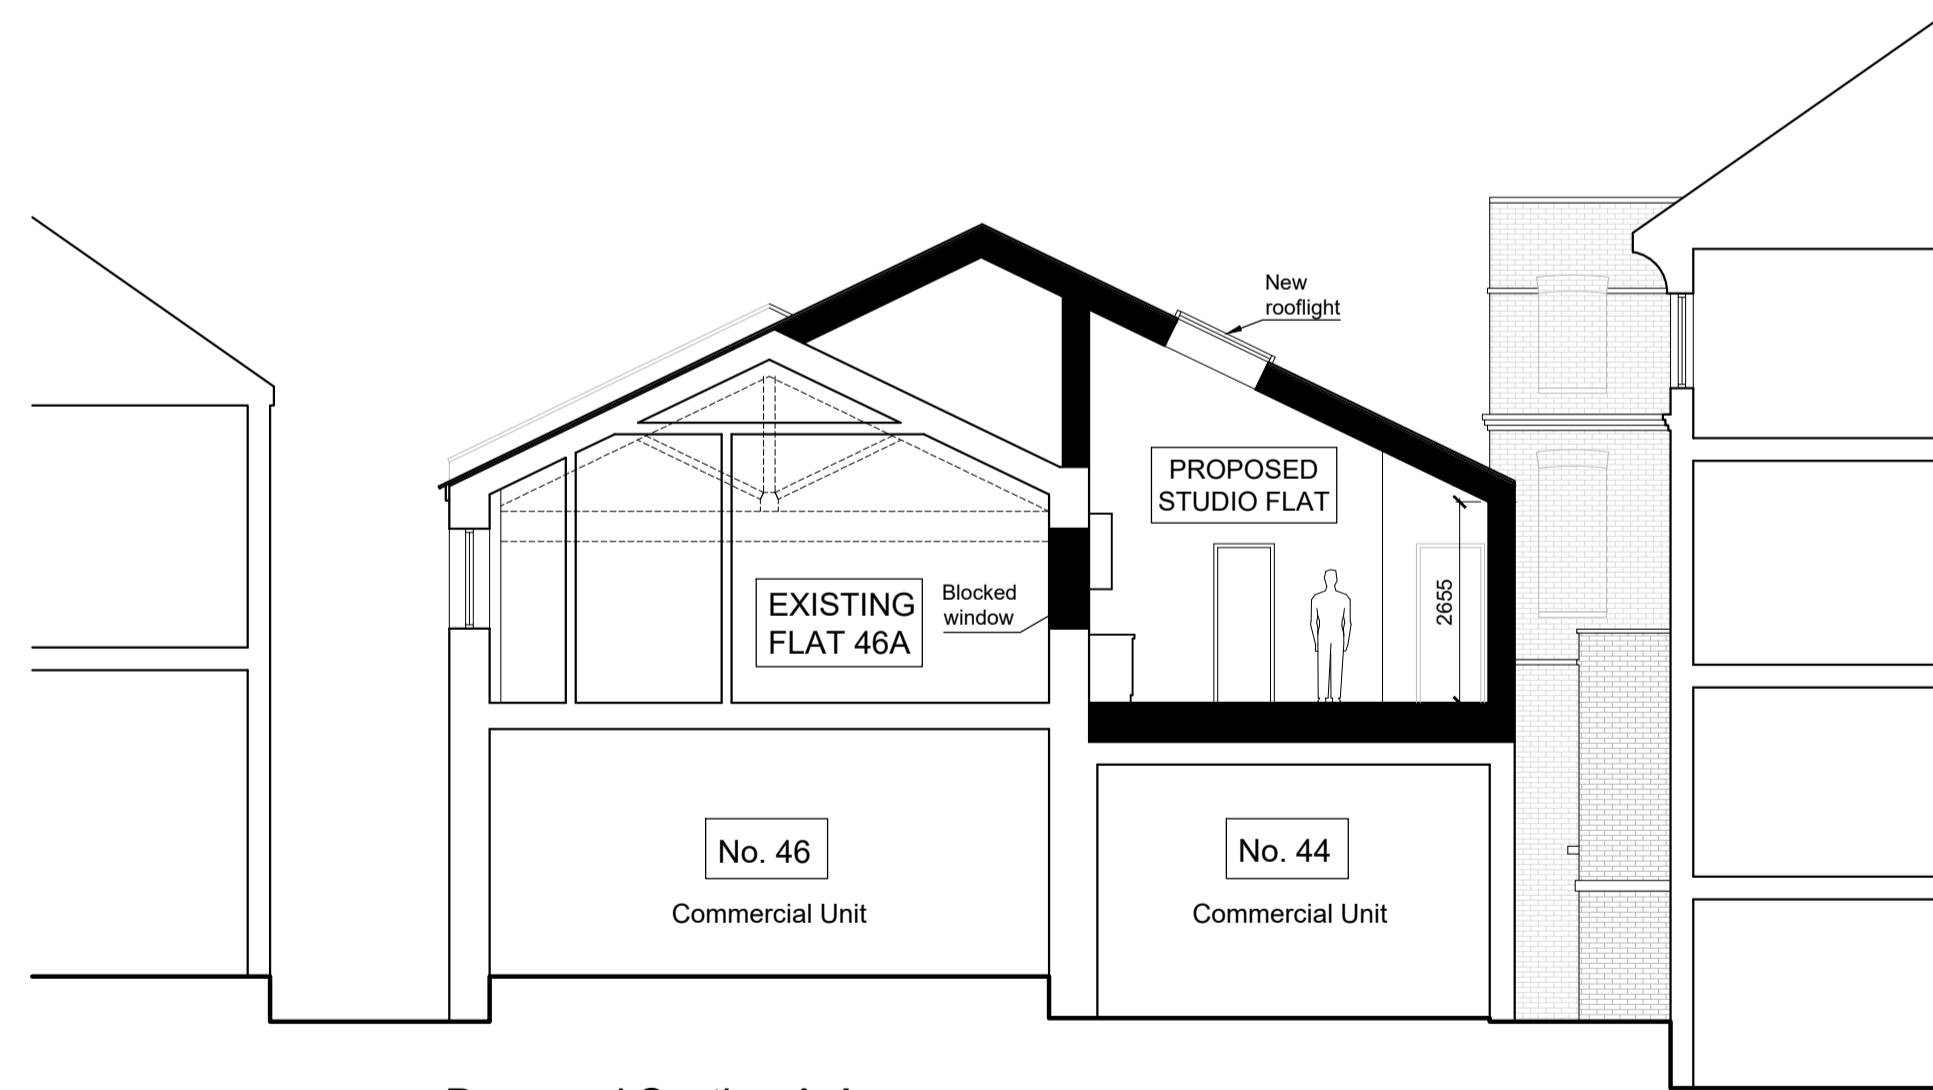 New
rooflight
PROPOSED
STUDIO FLAT
EXISTING
FLAT 46A
Blocked
window
2655
No. 46
Commercial Unit
No. 44
Commercial Unit